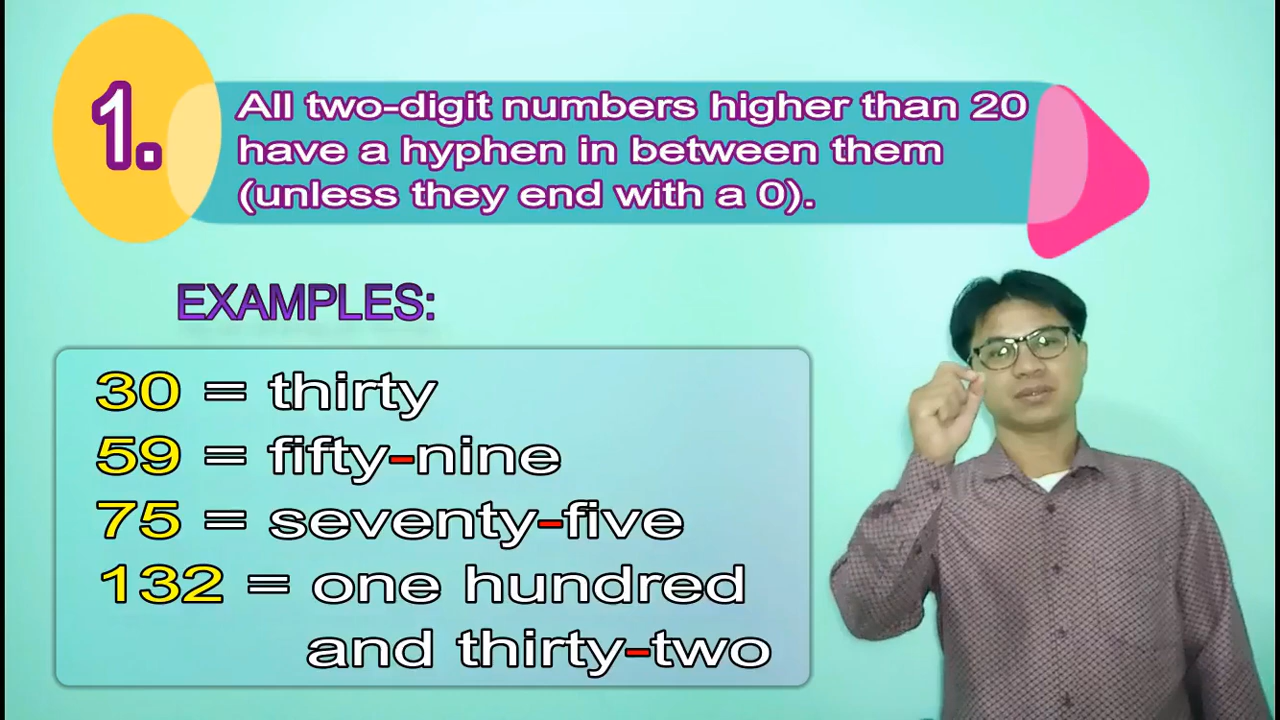 1.
All two-digit numbers higher than 20
have a hyphen in between them
(unless they end with a 0).
EXAMPLES:
30 = thirty
59 = fifty-nine
75 = seventy-five
132 = one hundred
and thirty-two